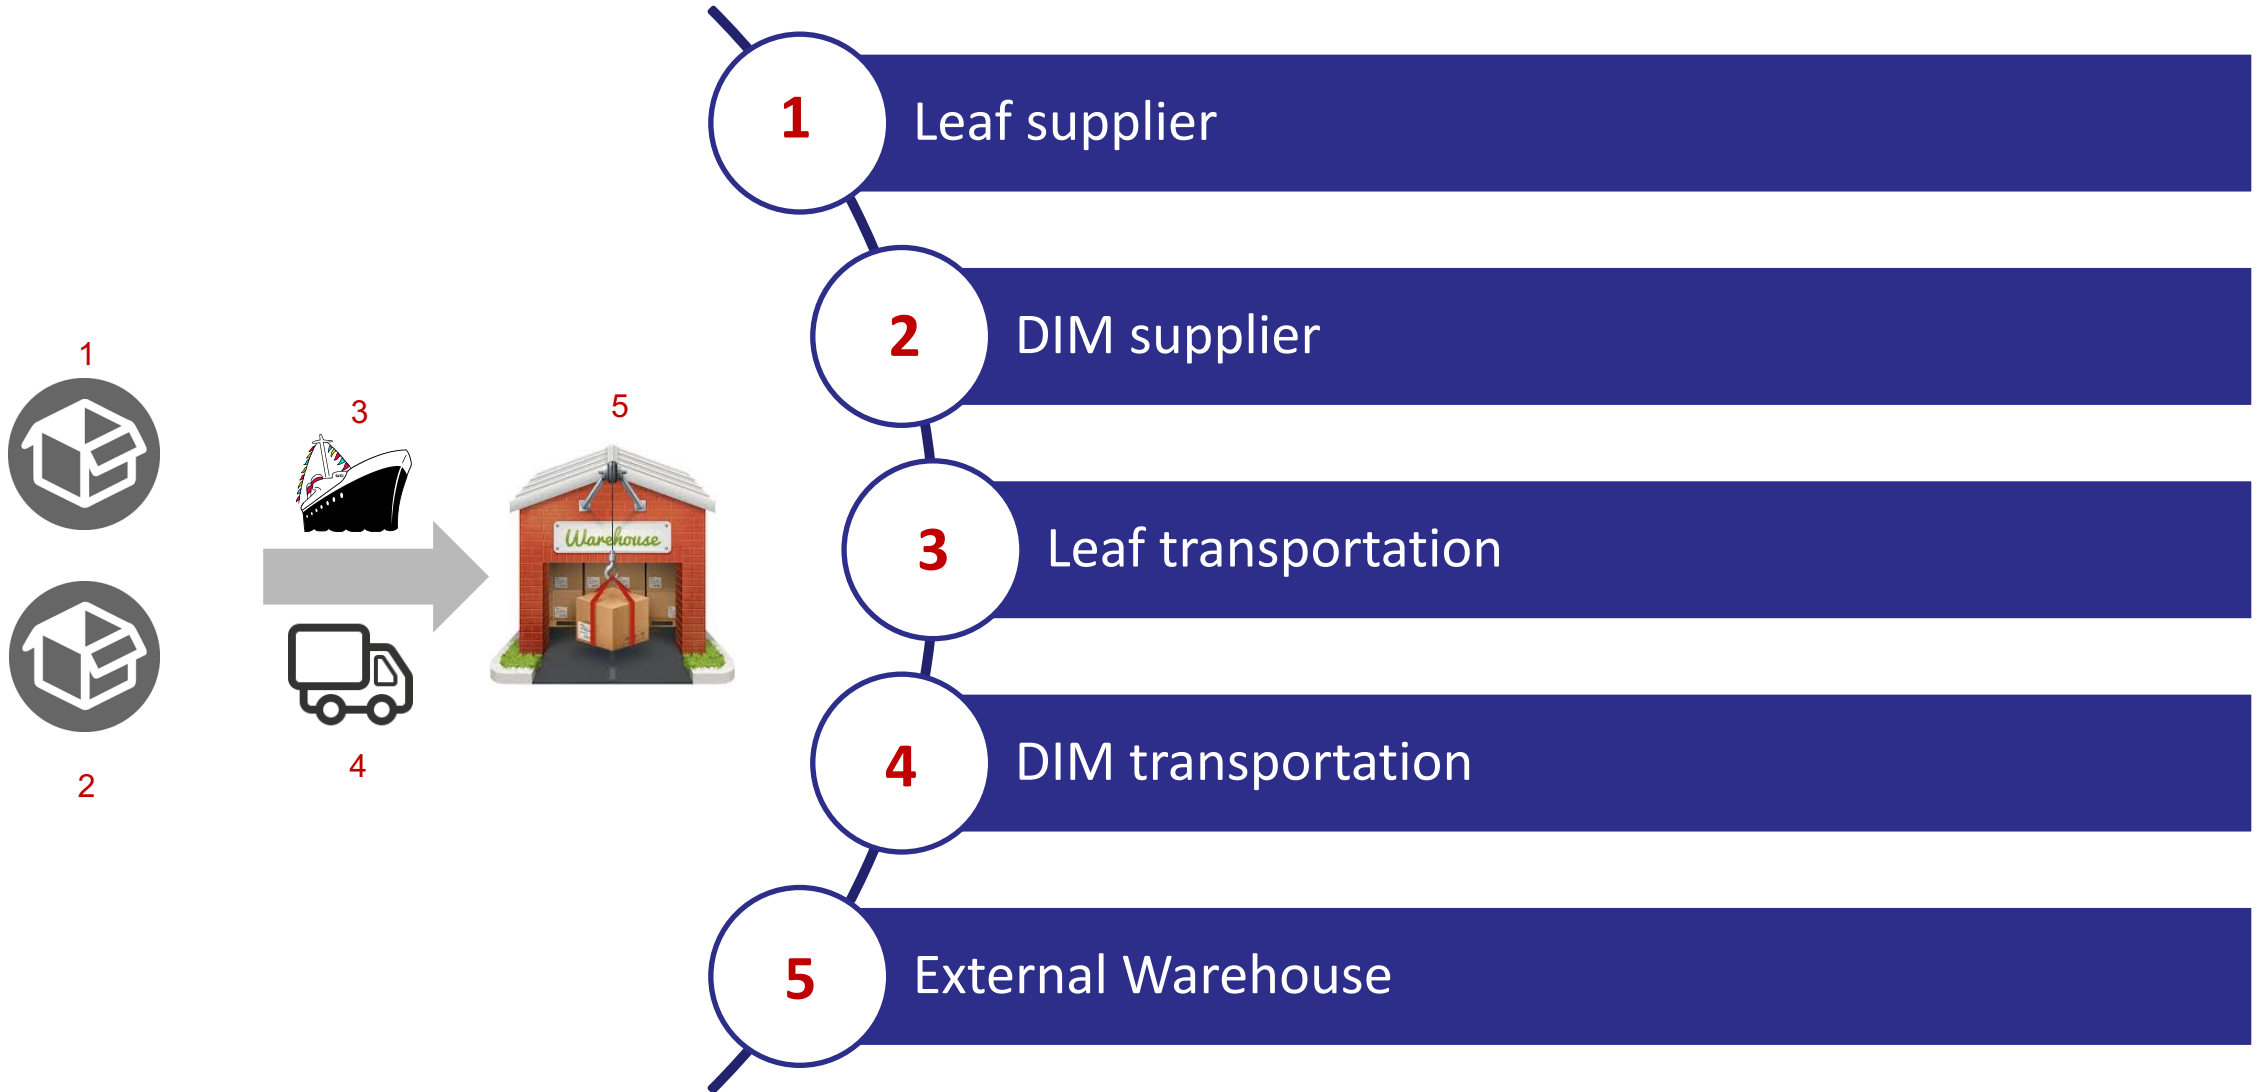 1
3
5
Warehouse
4
2
1
Leaf supplier
2
DIM supplier
3
Leaf transportation
4
DIM transportation
5
External Warehouse